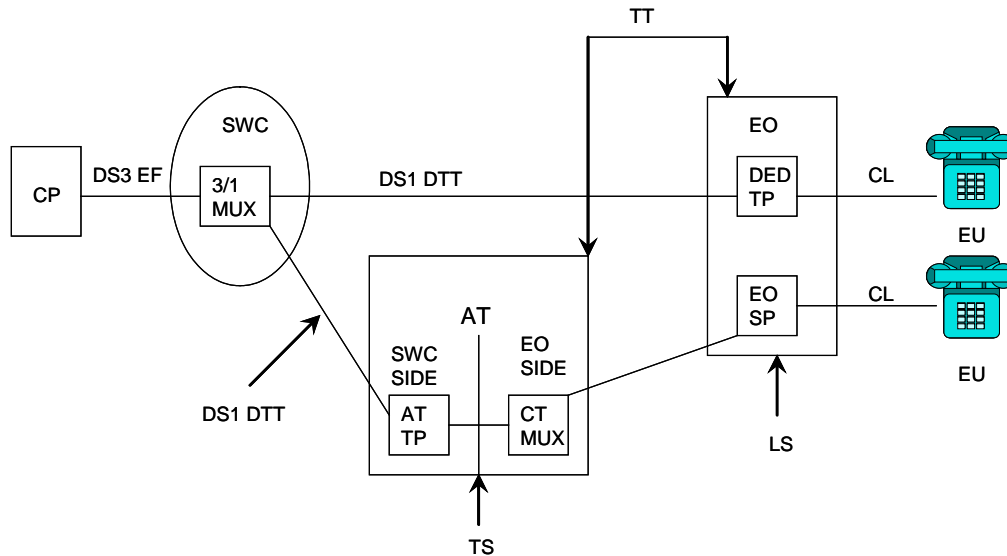 TT
SWC
EO
CP
DS3 EF
3/1
MUX
DS1 DTT
DED
TP
CL
EU
EO
SP
CL
EU
AT
SWC
SIDE
EO
SIDE
AT
TP
CT
MUX
DS1 DTT
LS
TS